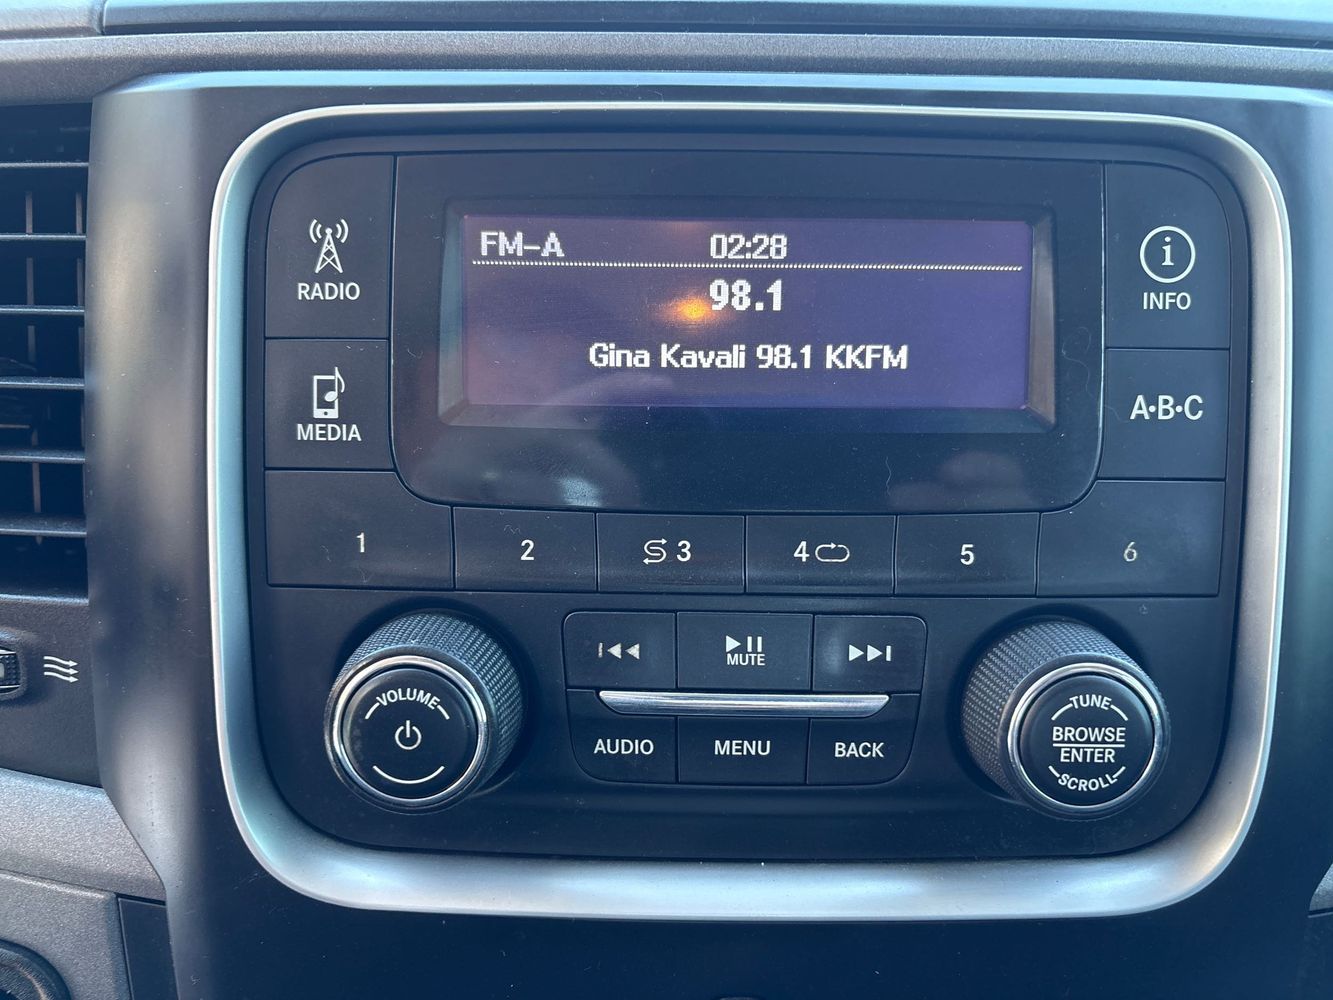 FM-A 02:28
98.1
Gina Kavali 98.1 KKFM
RADIO
MEDIA
i
INFO
A•B•C
1 2 3 4 5 6
MUTE
VOLUME
AUDIO MENU BACK
TUNE
BROWSE
ENTER
SCROLL